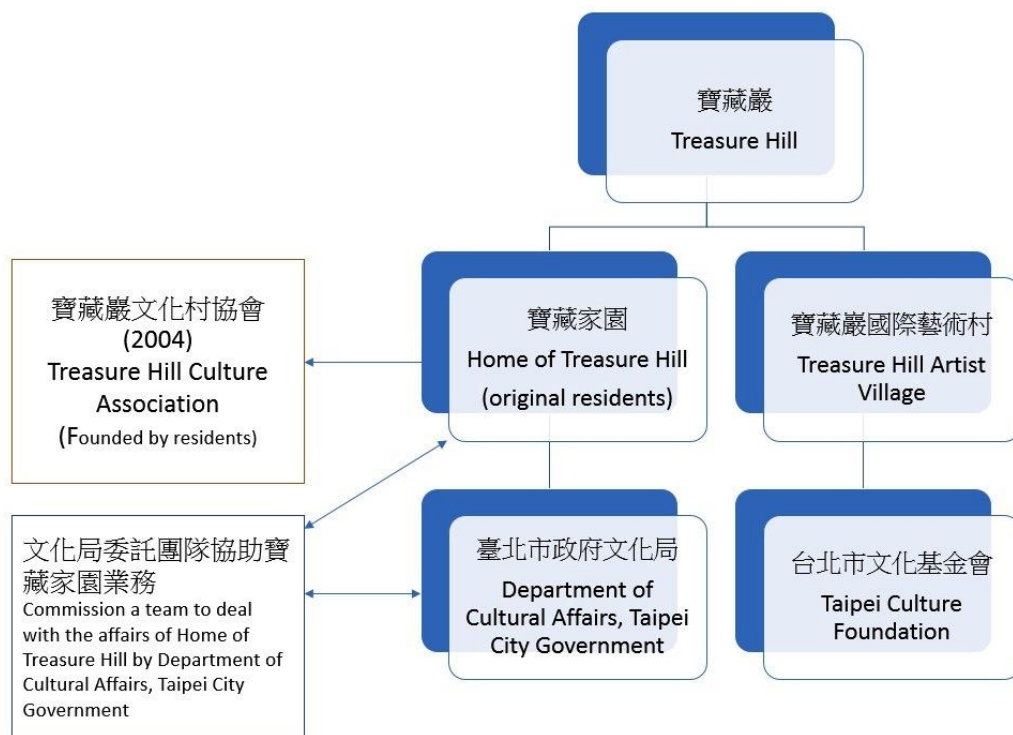 寶藏巖
Treasure Hill
寶藏巖文化村協會
(2004)
Treasure Hill Culture
Association
(Founded by residents)
寶藏家園
Home of Treasure Hill
(original residents)
寶藏巖國際藝術村
Treasure Hill Artist
Village
文化局委託團隊協助寶
藏家園業務
Commission a team to deal
with the affairs of Home of
Treasure Hill by Department of
Cultural Affairs, Taipei City
Government
臺北市政府文化局
Department of
Cultural Affairs, Taipei
City Government
台北市文化基金會
Taipei Culture
Foundation